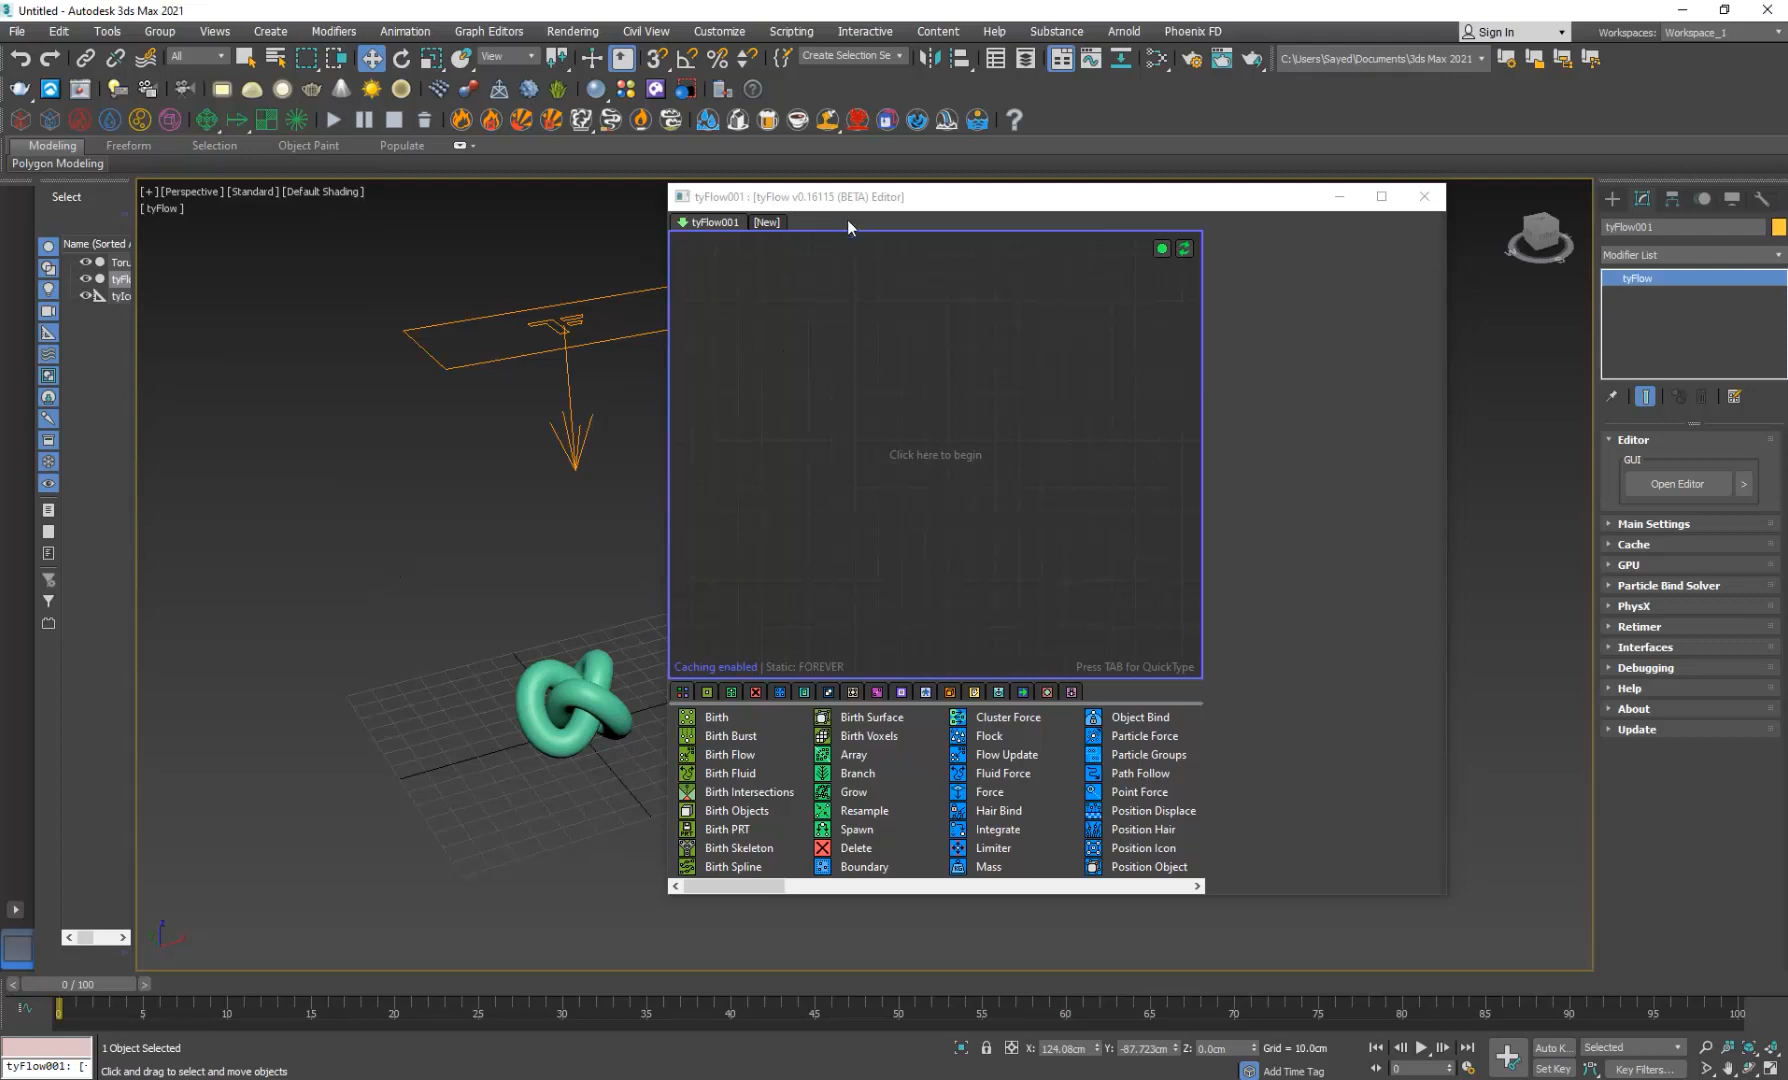 Untitled - Autodesk 3ds Max 2021
File Edit Tools Group Views Create Modifiers Animation Graph Editors Rendering Civil View Customize Scripting Interactive Content Help Substance Arnold Phoenix FD Sign In Workspaces: Workspace_1
All View Create Selection Se C:\Users\Sayed\Documents\3ds Max 2021
Modeling Freeform Selection Object Paint Populate
Polygon Modeling
Select
Name (Sorted A
Toru
tyFlo
tyIco
[+] [Perspective] [Standard] [Default Shading]
[ tyFlow ]
tyFlow001 : [tyFlow v0.16115 (BETA) Editor]
tyFlow001 [New]
Click here to begin
Caching enabled | Static: FOREVER Press TAB for QuickType
Birth Birth Surface Cluster Force Object Bind
Birth Burst Birth Voxels Flock Particle Force
Birth Flow Array Flow Update Particle Groups
Birth Fluid Branch Fluid Force Path Follow
Birth Intersections Grow Force Point Force
Birth Objects Resample Hair Bind Position Displace
Birth PRT Spawn Integrate Position Hair
Birth Skeleton Delete Limiter Position Icon
Birth Spline Boundary Mass Position Object
tyFlow001
Modifier List
tyFlow
Editor
GUI
Open Editor >
Main Settings
Cache
GPU
Particle Bind Solver
PhysX
Retimer
Interfaces
Debugging
Help
About
Update
0 / 100
0 5 10 15 20 25 30 35 40 45 50 55 60 65 70 75 80 85 90 95 100
1 Object Selected X: 124.08cm Y: -87.723cm Z: 0.0cm Grid = 10.0cm Auto K... Selected
tyFlow001: [ Click and drag to select and move objects Add Time Tag 0 Set Key Key Filters...